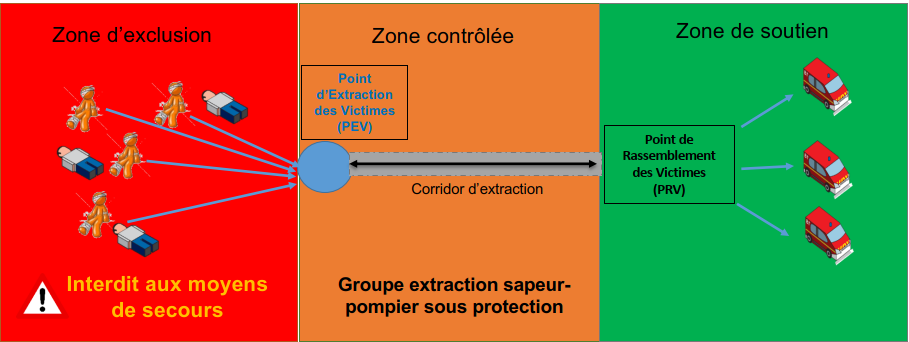 Zone d'exclusion
Zone contrôlée
Zone de soutien
Point
d'Extraction
des Victimes
(PEV)
Point de
Rassemblement
des Victimes
(PRV)
Corridor d'extraction
Interdit aux moyens
de secours
Groupe extraction sapeur-
pompier sous protection